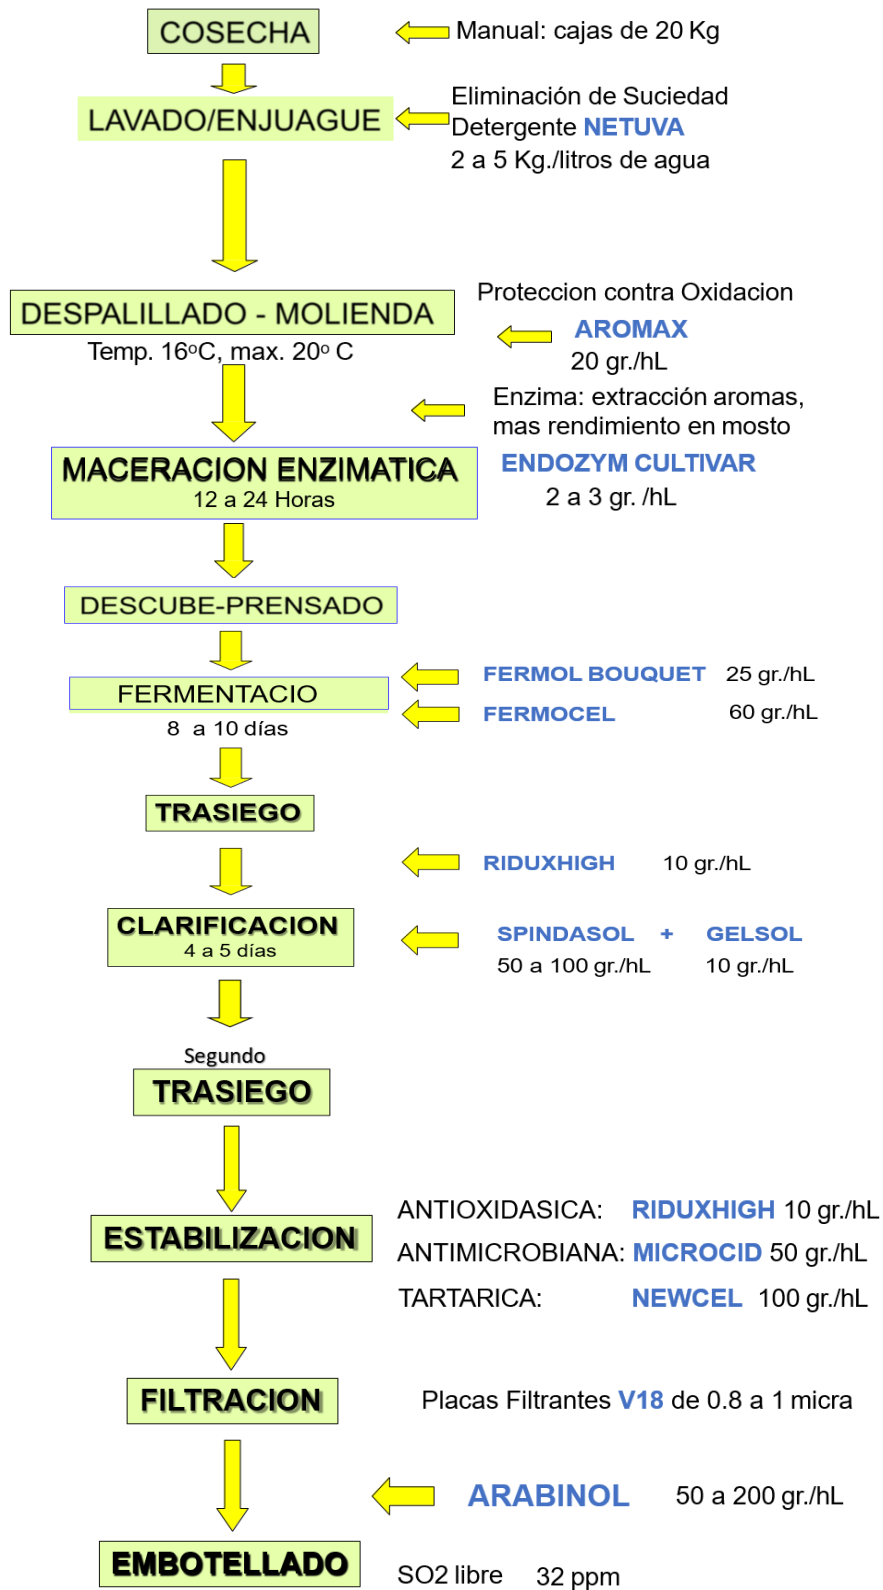 COSECHA
Manual: cajas de 20 Kg
LAVADO/ENJUAGUE
Eliminación de Suciedad
Detergente NETUVA
2 a 5 Kg./litros de agua
DESPALILLADO - MOLIENDA
Temp. 16ºC, max. 20º C
Proteccion contra Oxidacion
AROMAX
20 gr./hL
Enzima: extracción aromas,
mas rendimiento en mosto
MACERACION ENZIMATICA
12 a 24 Horas
ENDOZYM CULTIVAR
2 a 3 gr. /hL
DESCUBE-PRENSADO
FERMENTACIO
8 a 10 días
FERMOL BOUQUET 25 gr./hL
FERMOCEL 60 gr./hL
TRASIEGO
RIDUXHIGH 10 gr./hL
CLARIFICACION
4 a 5 días
SPINDASOL + GELSOL
50 a 100 gr./hL 10 gr./hL
Segundo
TRASIEGO
ESTABILIZACION
ANTIOXIDASICA: RIDUXHIGH 10 gr./hL
ANTIMICROBIANA: MICROCID 50 gr./hL
TARTARICA: NEWCEL 100 gr./hL
FILTRACION
Placas Filtrantes V18 de 0.8 a 1 micra
ARABINOL 50 a 200 gr./hL
EMBOTELLADO
SO2 libre 32 ppm